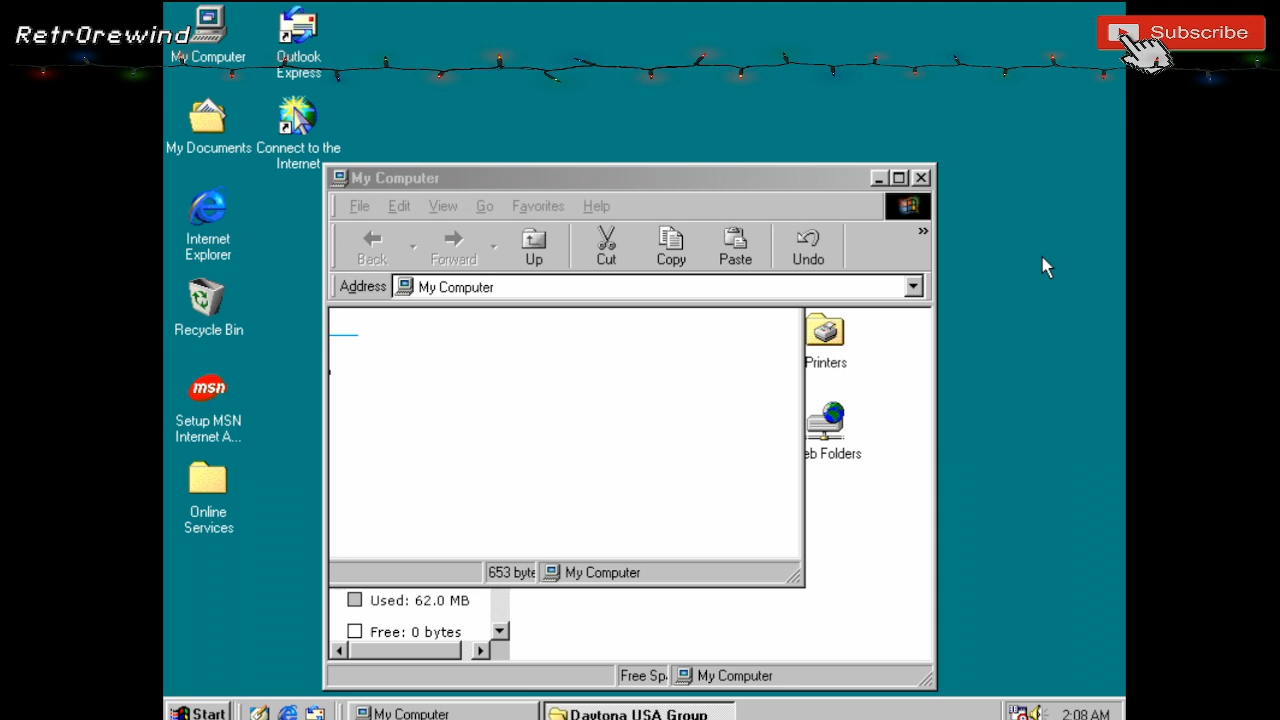 Retr0rewind
Subscribe
My Computer
Outlook
Express
My Documents
Connect to the
Internet
Internet
Explorer
Recycle Bin
Setup MSN
Internet A...
Online
Services
msn
My Computer
File Edit View Go Favorites Help
Back Forward Up Cut Copy Paste Undo »
Address My Computer
Printers
eb Folders
653 byte My Computer
Used: 62.0 MB
Free: 0 bytes
Free Sp My Computer
Start My Computer Daytona USA Group 2:08 AM